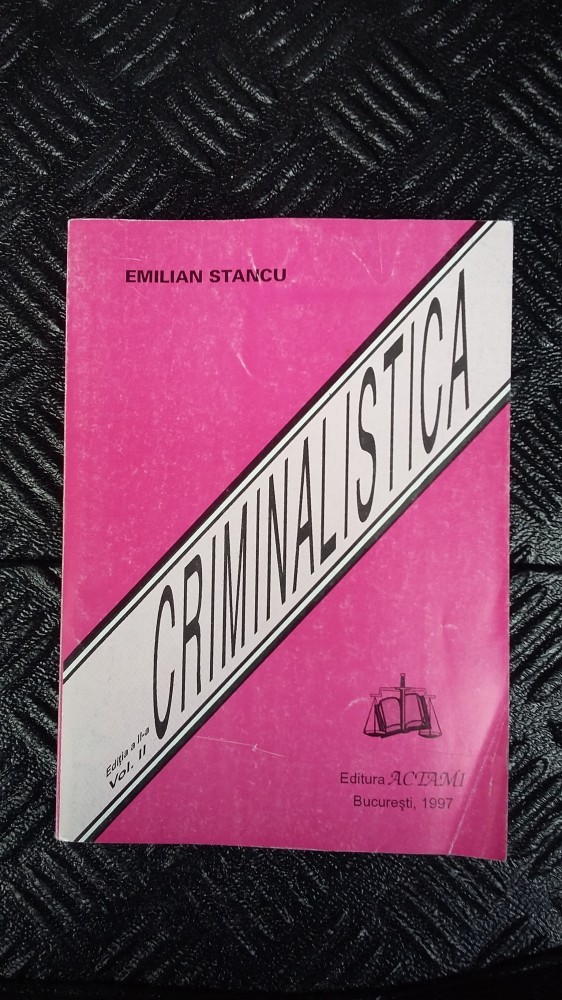 EMILIAN STANCU
CRIMINALISTICA
Ediția a II-a
Vol. II
Editura ACTAMI
București, 1997